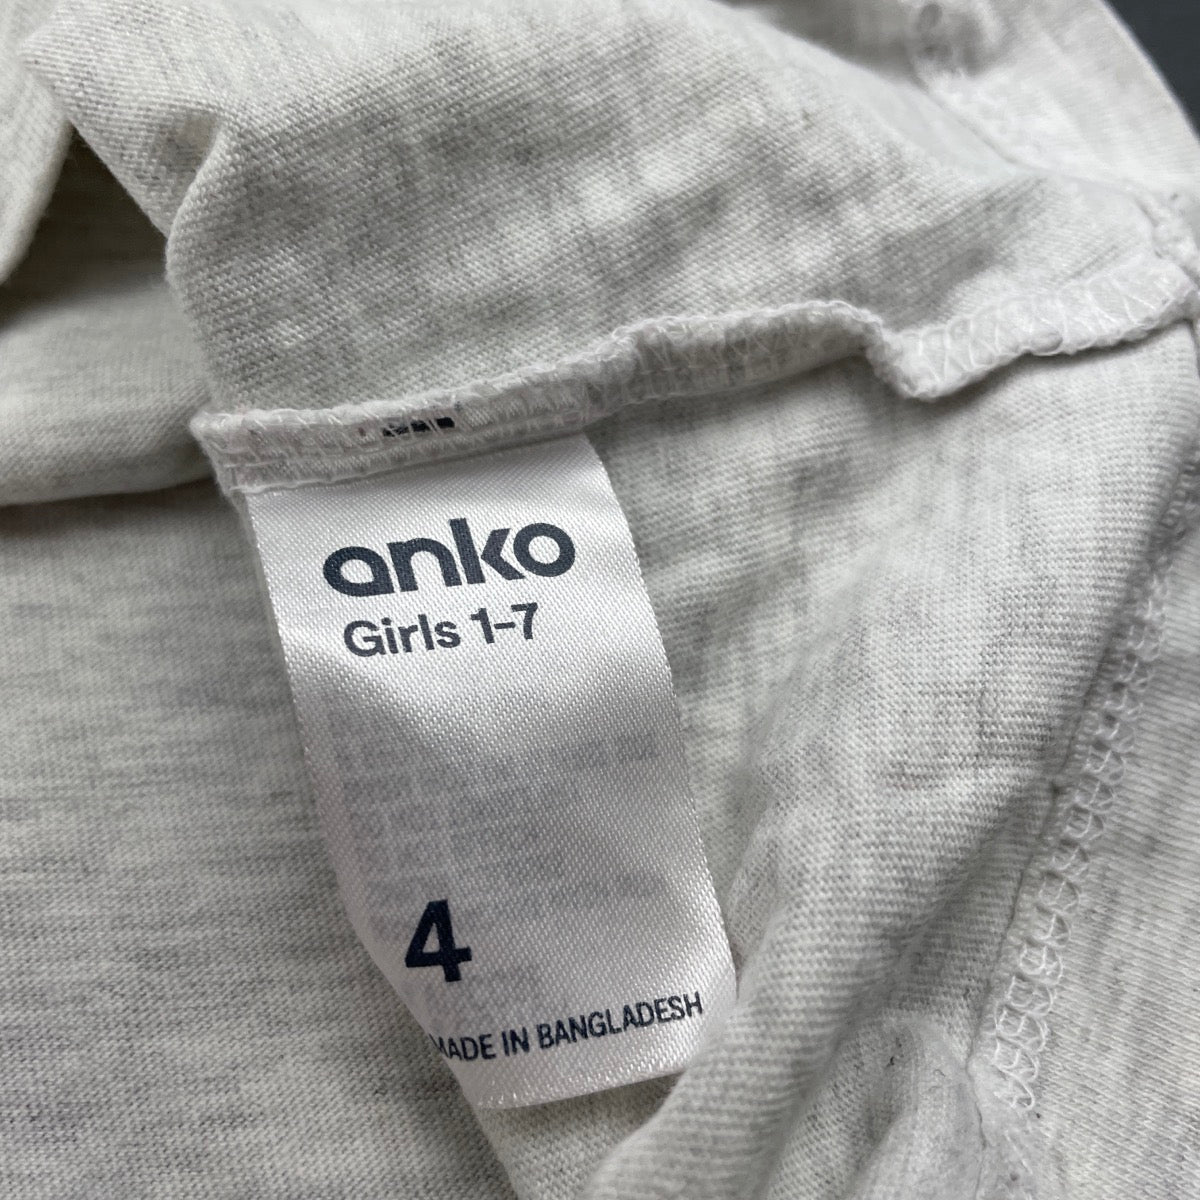 anko
Girls 1-7
4
MADE IN BANGLADESH